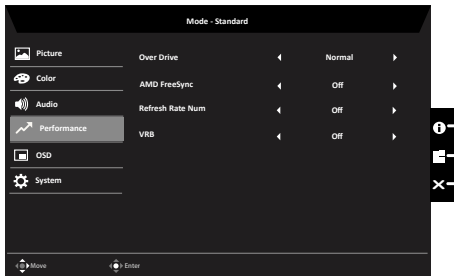 Mode - Standard
Picture
Over Drive Normal
Color
AMD FreeSync Off
Audio
Refresh Rate Num Off
Performance
VRB Off
OSD
System
Move Enter